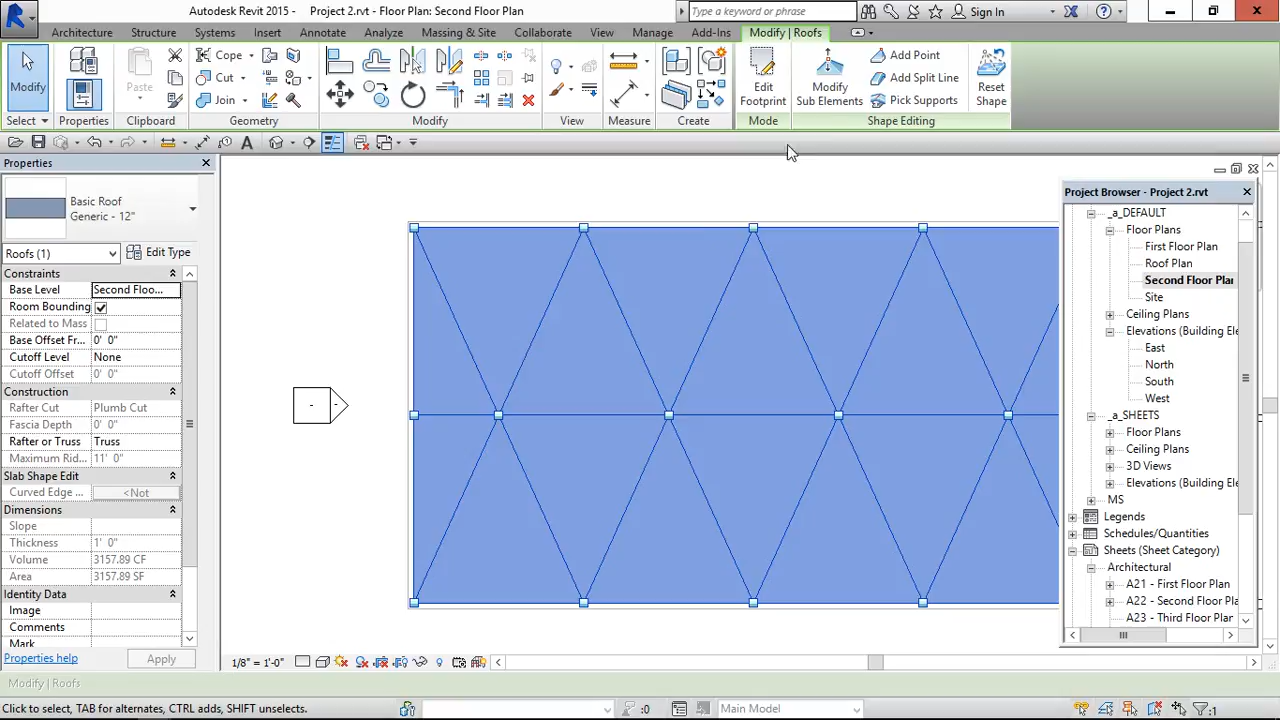 Autodesk Revit 2015 - Project 2.rvt - Floor Plan: Second Floor Plan
Type a keyword or phrase
Sign In
Architecture Structure Systems Insert Annotate Analyze Massing & Site Collaborate View Manage Add-Ins Modify | Roofs
Modify
Select
Properties
Paste
Clipboard
Cope
Cut
Join
Geometry
Modify
View
Measure
Create
Edit
Footprint
Mode
Modify
Sub Elements
Add Point
Add Split Line
Pick Supports
Shape Editing
Reset
Shape
A
Properties
Basic Roof
Generic - 12"
Roofs (1)
Edit Type
Constraints
Base Level Second Floo...
Room Bounding
Related to Mass
Base Offset Fr... 0' 0"
Cutoff Level None
Cutoff Offset 0' 0"
Construction
Rafter Cut Plumb Cut
Fascia Depth 0' 0"
Rafter or Truss Truss
Maximum Rid... 11' 0"
Slab Shape Edit
Curved Edge ... <Not
Dimensions
Slope
Thickness 1' 0"
Volume 3157.89 CF
Area 3157.89 SF
Identity Data
Image
Comments
Mark
Properties help
Apply
Project Browser - Project 2.rvt
_a_DEFAULT
Floor Plans
First Floor Plan
Roof Plan
Second Floor Plan
Site
Ceiling Plans
Elevations (Building Ele
East
North
South
West
_a_SHEETS
Floor Plans
Ceiling Plans
3D Views
Elevations (Building Ele
MS
Legends
Schedules/Quantities
Sheets (Sheet Category)
Architectural
A21 - First Floor Plan
A22 - Second Floor Pla
A23 - Third Floor Plan
1/8" = 1'-0"
Modify | Roofs
Click to select, TAB for alternates, CTRL adds, SHIFT unselects.
:0
Main Model
:1